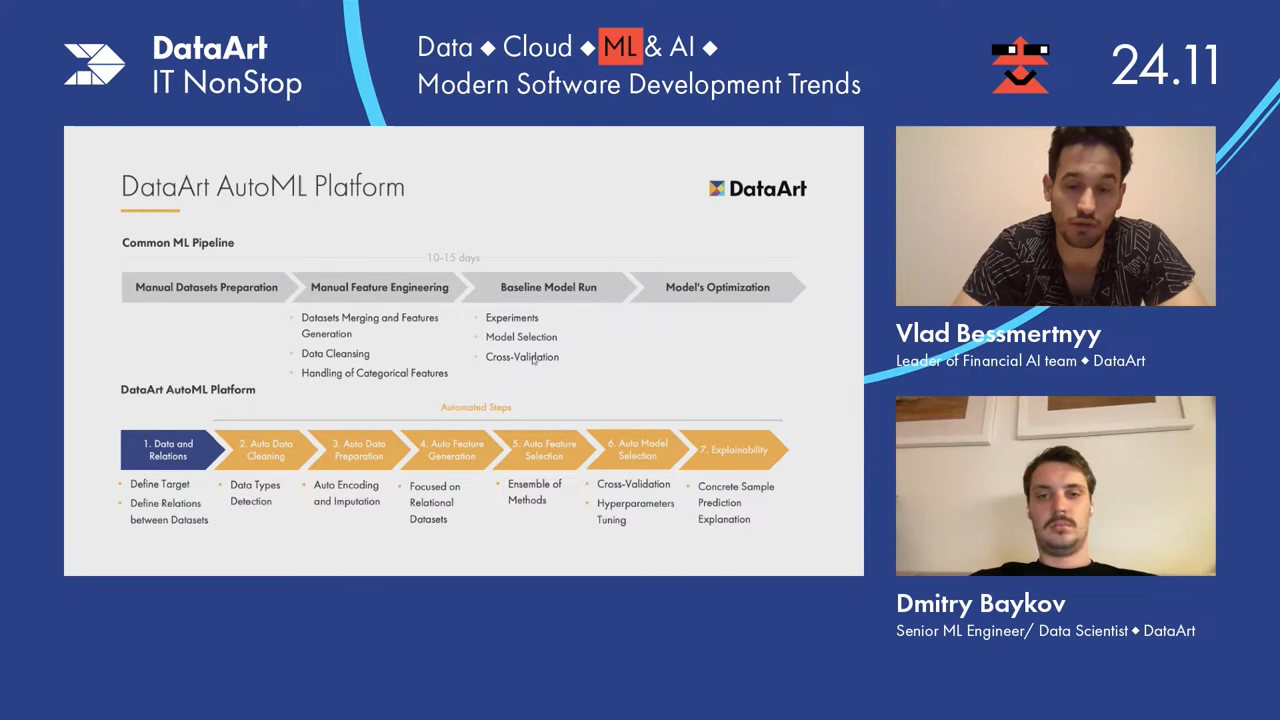 DataArt
IT NonStop
Data ◆ Cloud ◆ ML & AI ◆
Modern Software Development Trends
24.11
DataArt AutoML Platform
DataArt
Common ML Pipeline
10-15 days
Manual Datasets Preparation
Manual Feature Engineering
Baseline Model Run
Model's Optimization
Datasets Merging and Features
Generation
Data Cleansing
Handling of Categorical Features
Experiments
Model Selection
Cross-Validation
DataArt AutoML Platform
Automated Steps
1. Data and
Relations
2. Auto Data
Cleaning
3. Auto Data
Preparation
4. Auto Feature
Generation
5. Auto Feature
Selection
6. Auto Model
Selection
7. Explainability
Define Target
Define Relations
between Datasets
Data Types
Detection
Auto Encoding
and Imputation
Focused on
Relational
Datasets
Ensemble of
Methods
Cross-Validation
Hyperparameters
Tuning
Concrete Sample
Prediction
Explanation
Vlad Bessmertnyy
Leader of Financial AI team ◆ DataArt
Dmitry Baykov
Senior ML Engineer/ Data Scientist ◆ DataArt